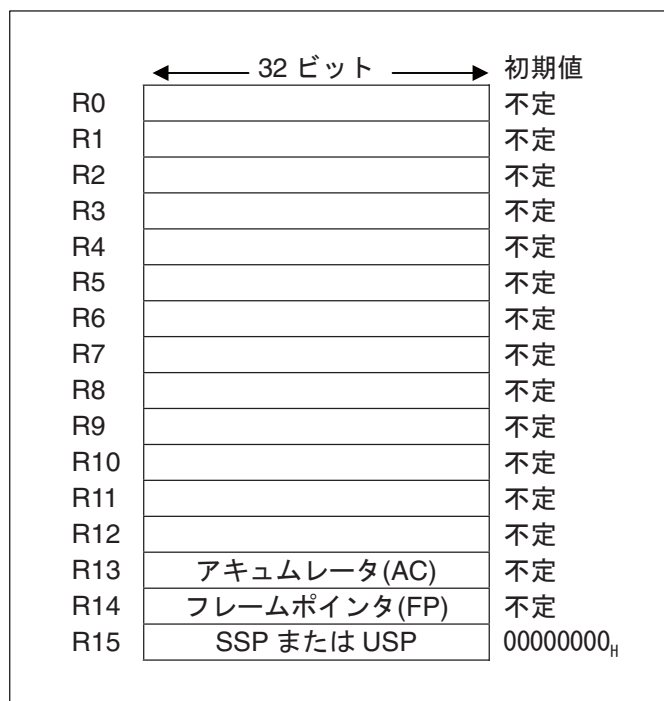 32 ビット 初期値
R0 不定
R1 不定
R2 不定
R3 不定
R4 不定
R5 不定
R6 不定
R7 不定
R8 不定
R9 不定
R10 不定
R11 不定
R12 不定
R13 アキュムレータ(AC) 不定
R14 フレームポインタ(FP) 不定
R15 SSP または USP 00000000H